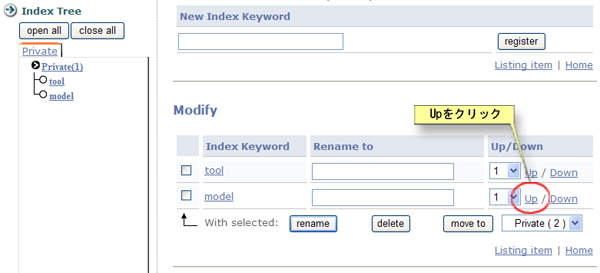 Index Tree
open all close all
Private
Private(1)
tool
model
New Index Keyword
register
Listing item | Home
Modify
Upをクリック
Index Keyword Rename to Up/Down
tool 1 Up / Down
model 1 Up / Down
With selected: rename delete move to Private ( 2 )
Listing item | Home